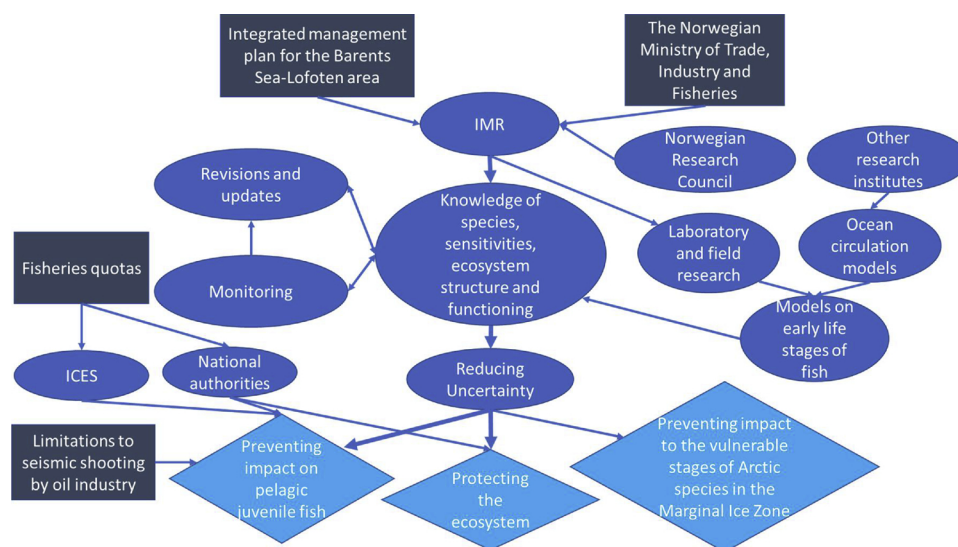 Integrated management
plan for the Barents
Sea-Lofoten area
The Norwegian
Ministry of Trade,
Industry and
Fisheries
IMR
Norwegian
Research
Council
Other
research
institutes
Revisions and
updates
Knowledge of
species,
sensitivities,
ecosystem
structure and
functioning
Laboratory
and field
research
Ocean
circulation
models
Fisheries quotas
Monitoring
Models on
early life
stages of
fish
ICES
National
authorities
Reducing
Uncertainty
Limitations to
seismic shooting
by oil industry
Preventing
impact on
pelagic
juvenile fish
Protecting
the
ecosystem
Preventing impact
to the vulnerable
stages of Arctic
species in the
Marginal Ice Zone